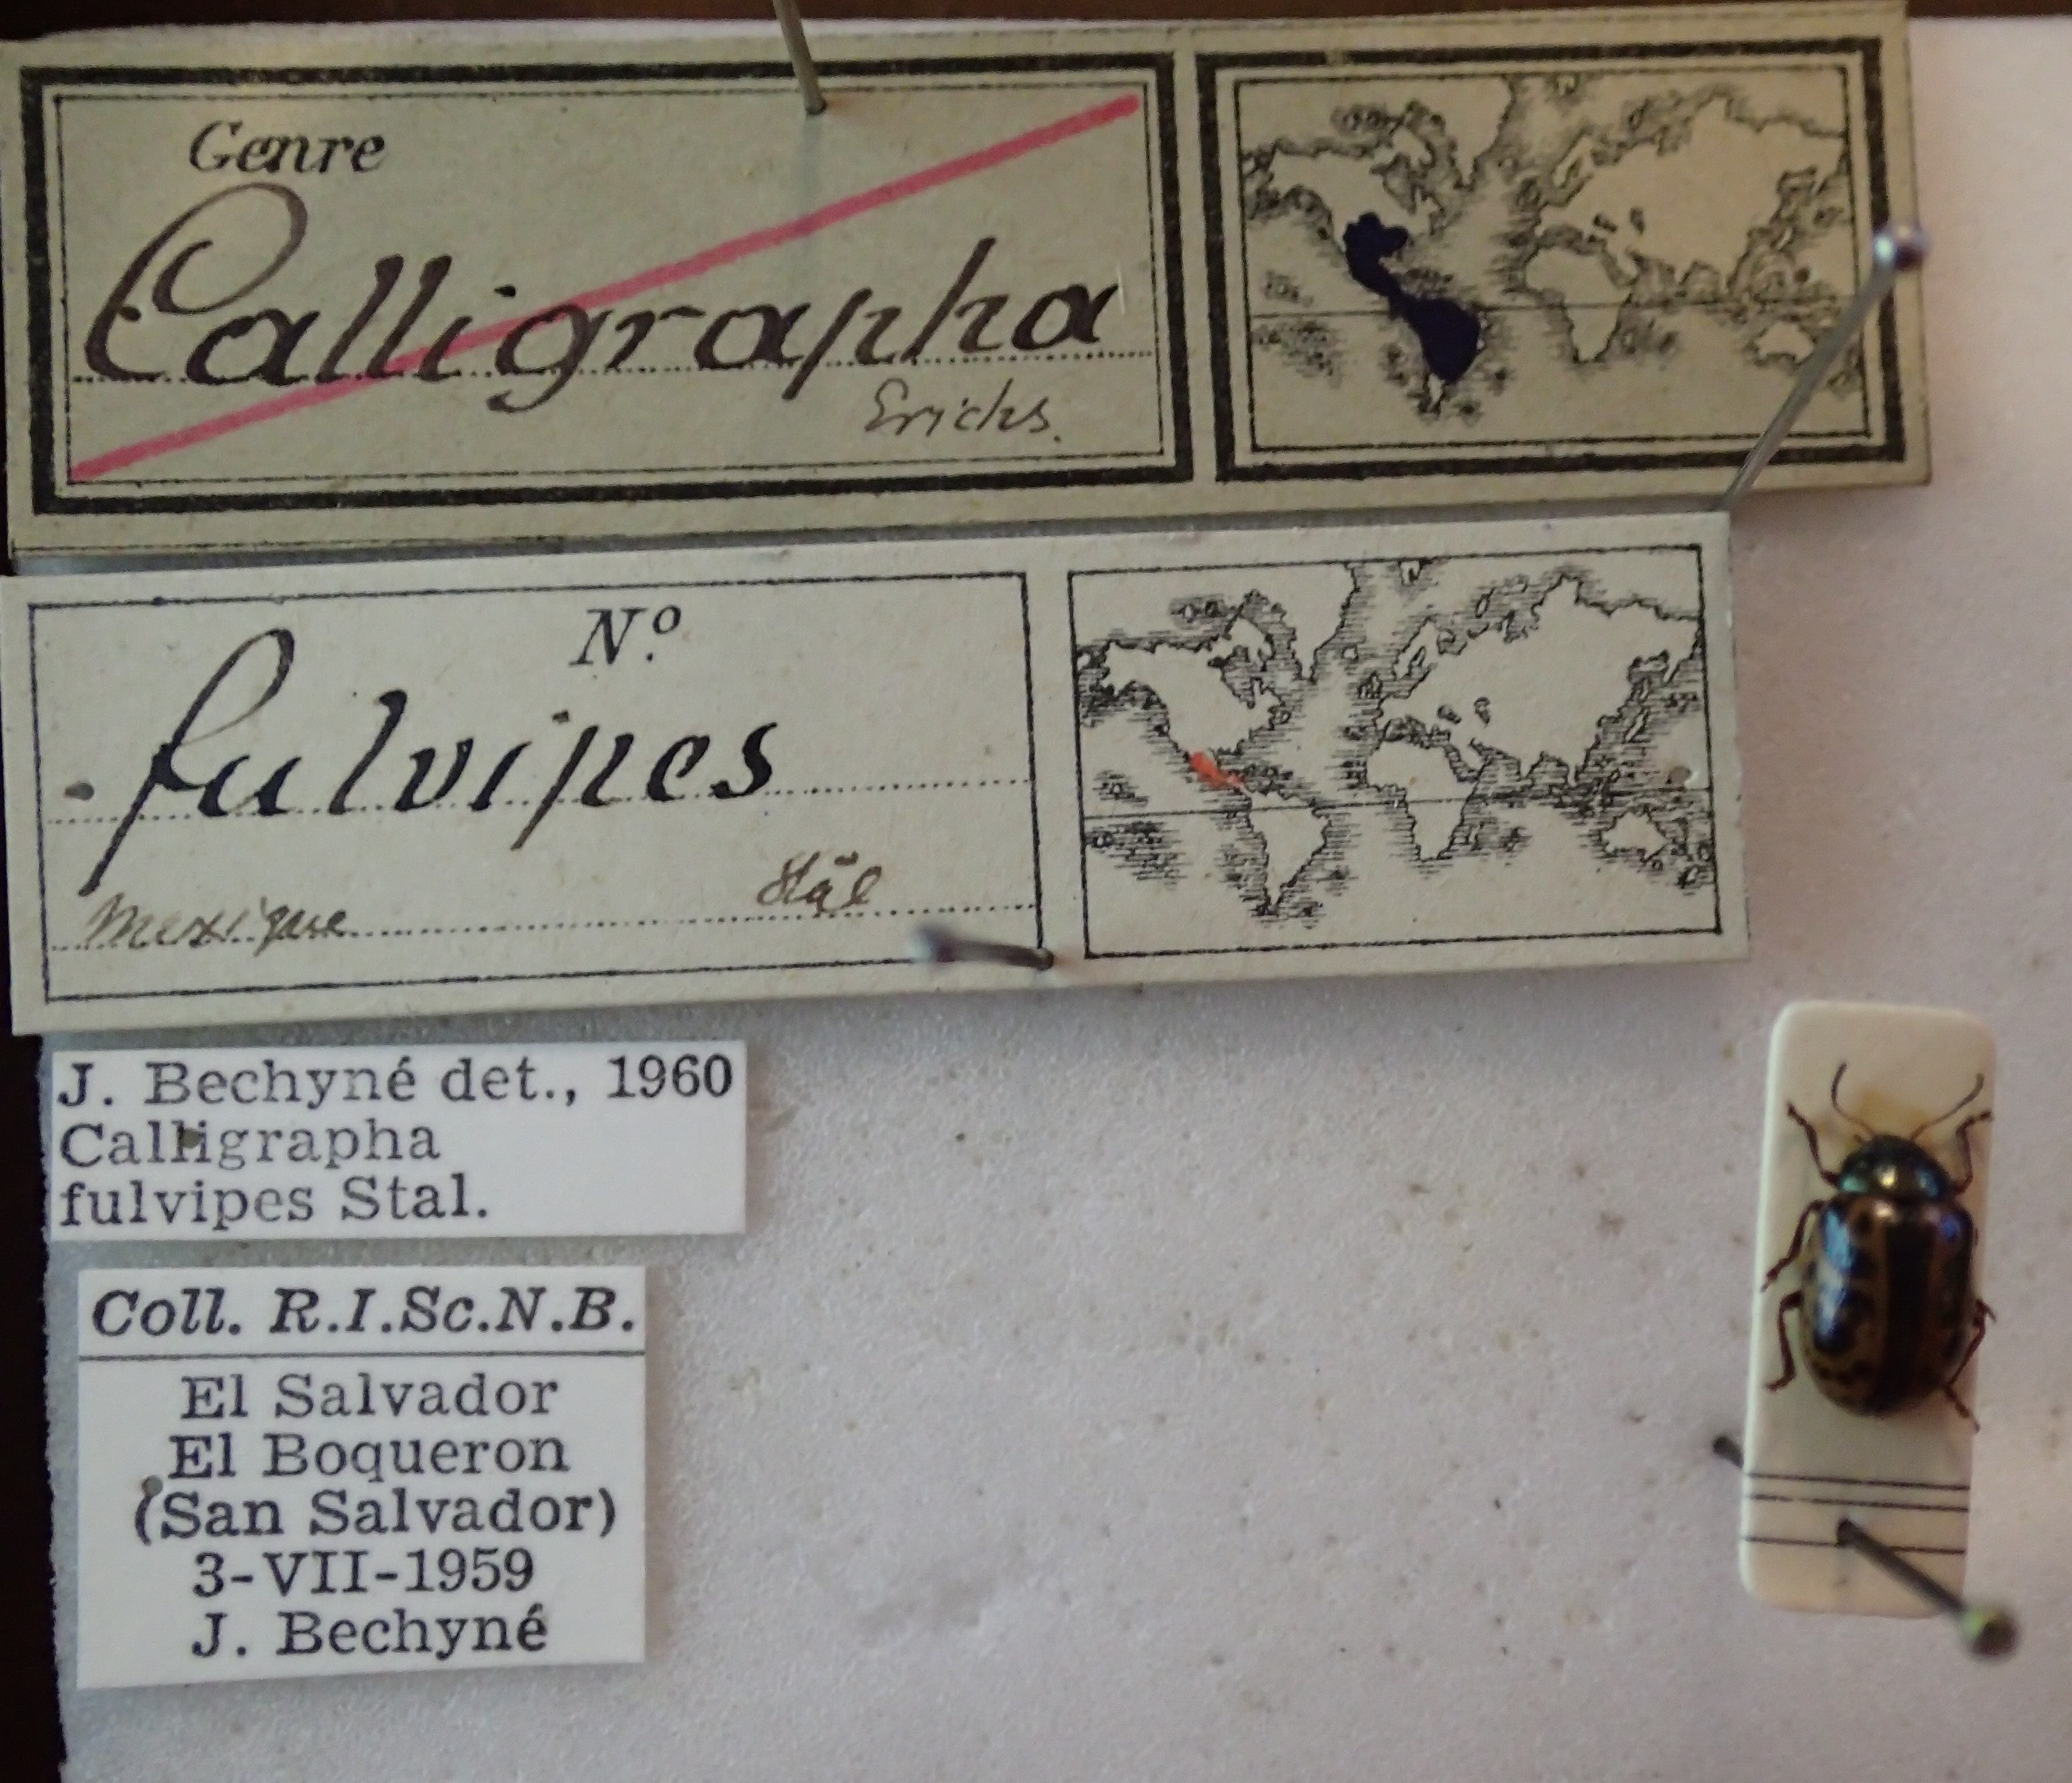 Genre
Calligrapha
Erichs.
Nº
fulvipes
Stål
Mexique
J. Bechyné det., 1960
Calligrapha
fulvipes Stal.
Coll. R.I.Sc.N.B.
El Salvador
El Boqueron
(San Salvador)
3-VII-1959
J. Bechyné